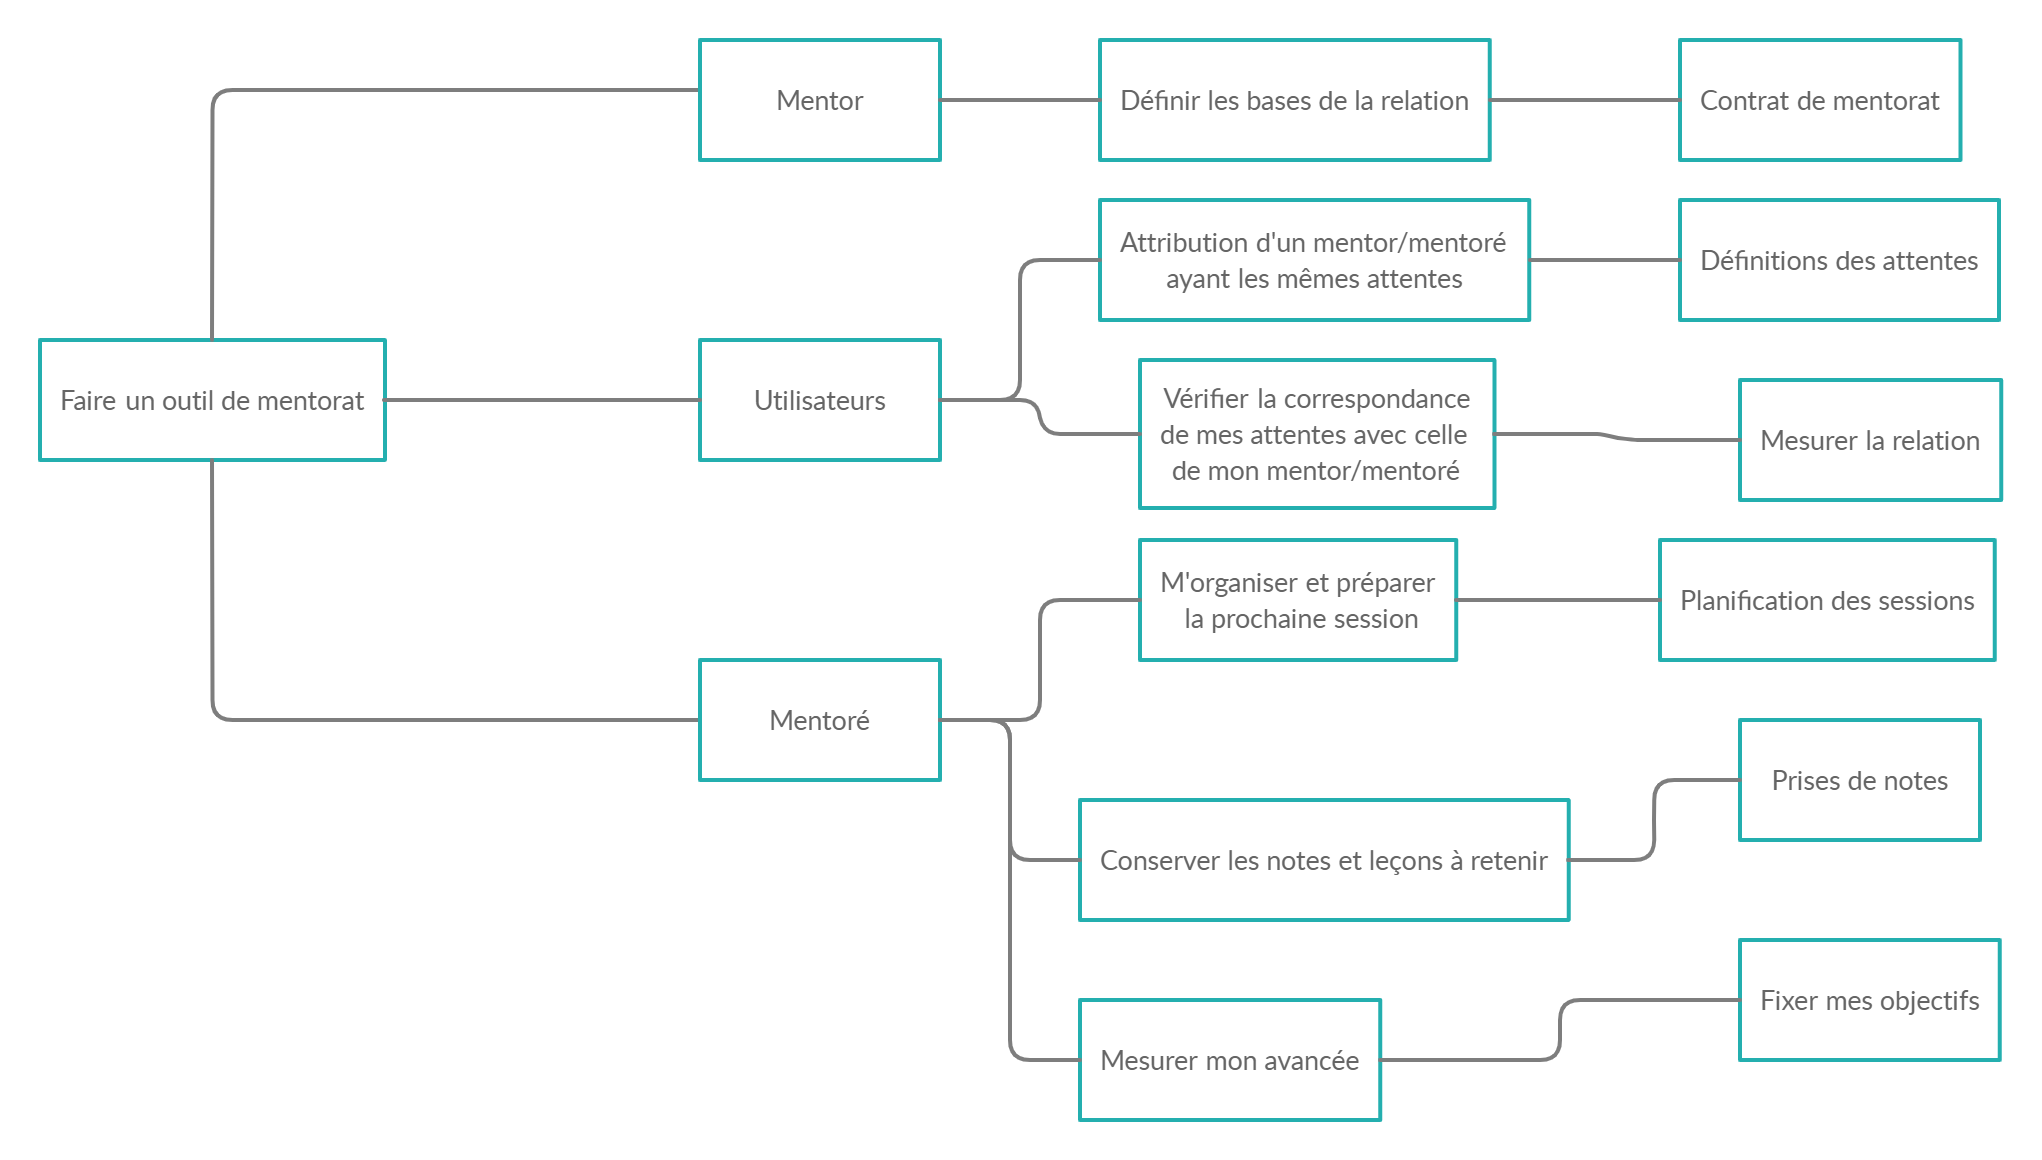 Mentor
Définir les bases de la relation
Contrat de mentorat
Attribution d'un mentor/mentoré
ayant les mêmes attentes
Définitions des attentes
Faire un outil de mentorat
Utilisateurs
Vérifier la correspondance
de mes attentes avec celle
de mon mentor/mentoré
Mesurer la relation
M'organiser et préparer
la prochaine session
Planification des sessions
Mentoré
Prises de notes
Conserver les notes et leçons à retenir
Fixer mes objectifs
Mesurer mon avancée